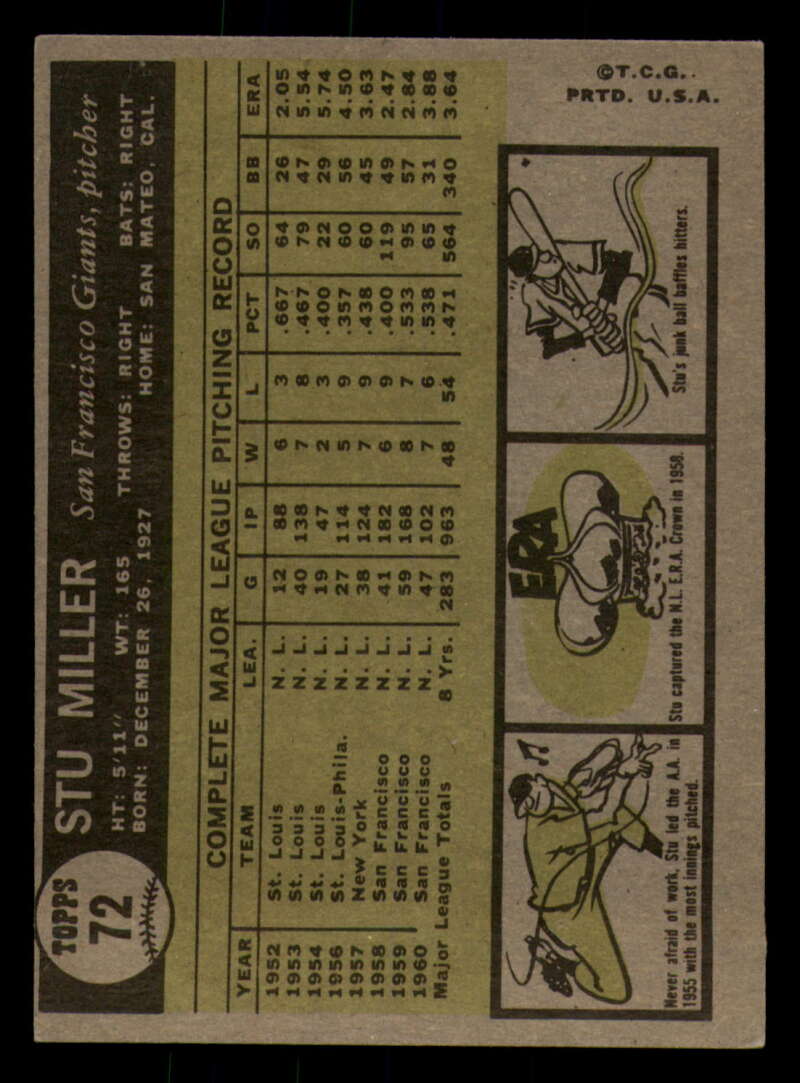 TOPPS
72
STU MILLER San Francisco Giants, pitcher
HT: 5'11" WT: 165 THROWS: RIGHT BATS: RIGHT
BORN: DECEMBER 26, 1927 HOME: SAN MATEO, CAL.
COMPLETE MAJOR LEAGUE PITCHING RECORD
YEAR TEAM LEA. G IP W L PCT SO BB ERA
1952 St. Louis N. L. 12 88 6 3 .667 64 26 2.05
1953 St. Louis N. L. 40 138 7 8 .467 79 47 5.54
1954 St. Louis N. L. 19 47 2 3 .400 22 29 5.74
1956 St. Louis-Phila. N. L. 27 114 5 9 .357 60 56 4.50
1957 New York N. L. 38 124 7 9 .438 60 45 3.63
1958 San Francisco N. L. 41 182 6 9 .400 119 49 2.47
1959 San Francisco N. L. 59 168 8 7 .533 95 57 2.84
1960 San Francisco N. L. 47 102 7 6 .538 65 31 3.88
Major League Totals 8 Yrs. 283 963 48 54 .471 564 340 3.64
Never afraid of work, Stu led the A.A. in
1955 with the most innings pitched.
ERA
Stu captured the N.L. E.R.A. Crown in 1958.
Stu's junk ball baffles hitters.
©T.C.G.
PRTD. U.S.A.